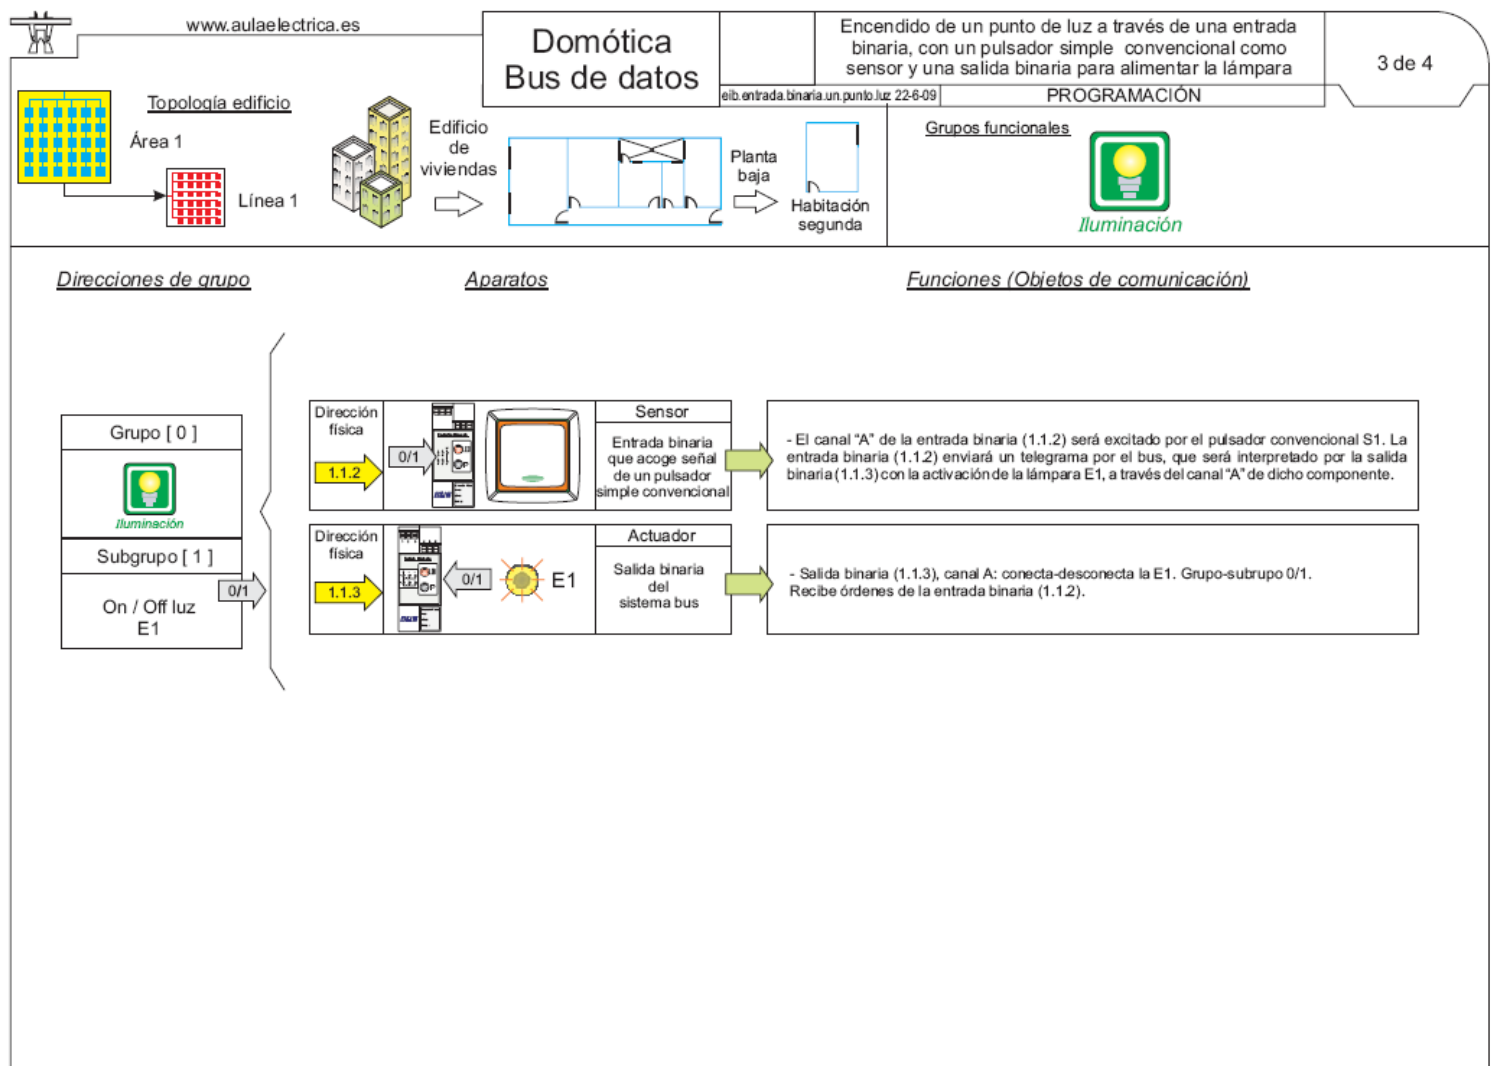 www.aulaelectrica.es
Domótica
Bus de datos
Encendido de un punto de luz a través de una entrada
binaria, con un pulsador simple convencional como
sensor y una salida binaria para alimentar la lámpara
3 de 4
eib.entrada.binaria.un.punto.luz 22-6-09
PROGRAMACIÓN
Topología edificio
Área 1
Línea 1
Edificio
de
viviendas
Planta
baja
Habitación
segunda
Grupos funcionales
Iluminación
Direcciones de grupo
Aparatos
Funciones (Objetos de comunicación)
Grupo [ 0 ]
Iluminación
Subgrupo [ 1 ]
0/1
On / Off luz
E1
Dirección
física
1.1.2
0/1
Sensor
Entrada binaria
que acoge señal
de un pulsador
simple convencional
- El canal "A" de la entrada binaria (1.1.2) será excitado por el pulsador convencional S1. La
entrada binaria (1.1.2) enviará un telegrama por el bus, que será interpretado por la salida
binaria (1.1.3) con la activación de la lámpara E1, a través del canal "A" de dicho componente.
Dirección
física
1.1.3
0/1
E1
Actuador
Salida binaria
del
sistema bus
- Salida binaria (1.1.3), canal A: conecta-desconecta la E1. Grupo-subrupo 0/1.
Recibe órdenes de la entrada binaria (1.1.2).